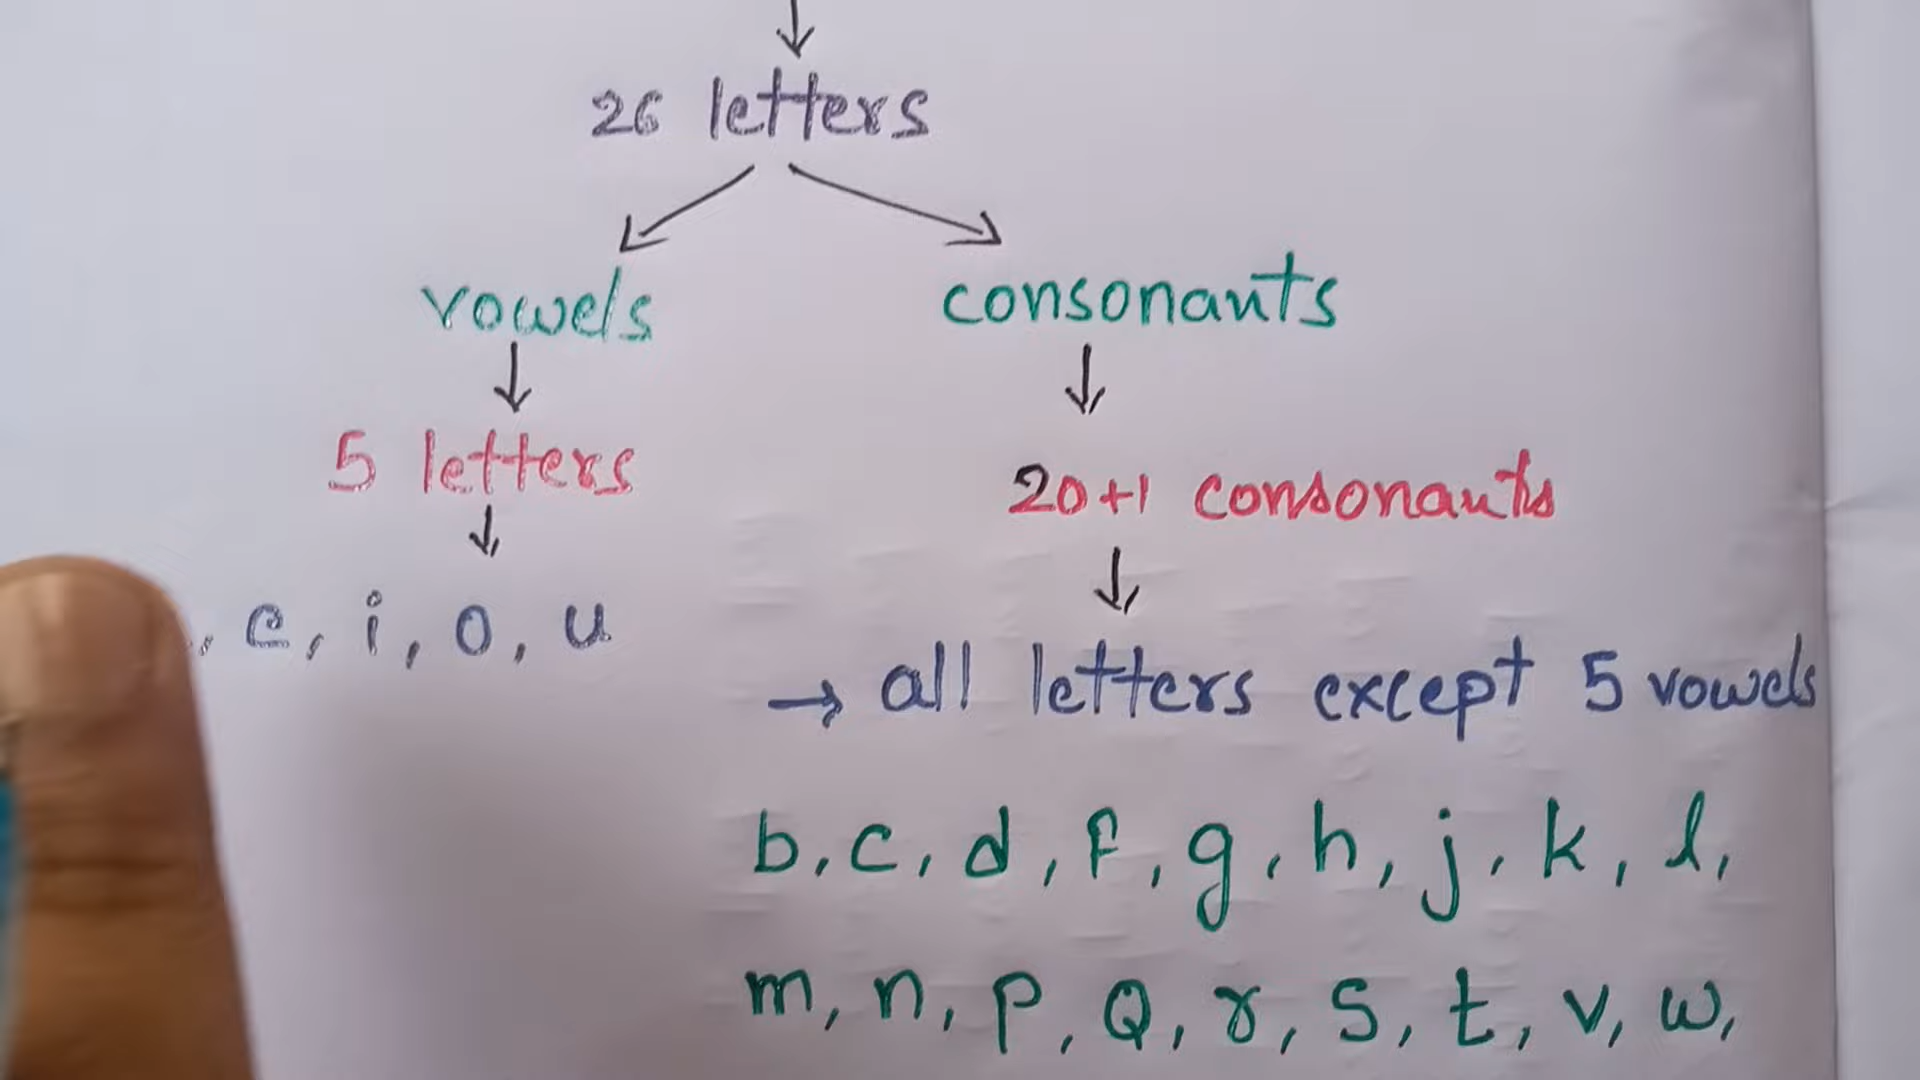 26 letters
vowels
consonants
5 letters
20+1 consonants
, e, i, o, u
→ all letters except 5 vowels
b, c, d, f, g, h, j, k, l,
m, n, p, Q, r, s, t, v, w,